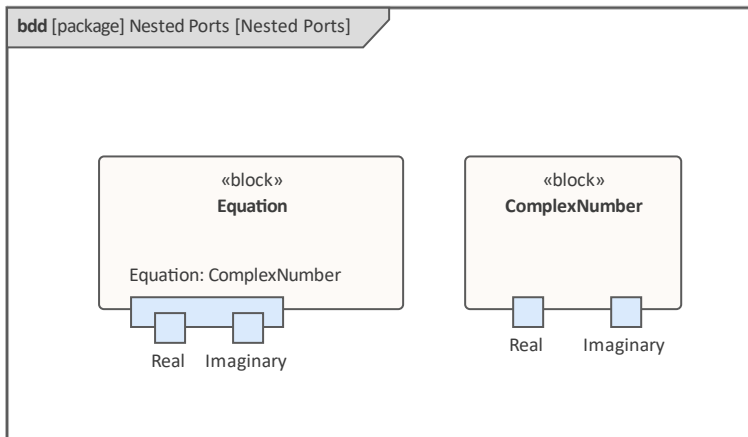 bdd [package] Nested Ports [Nested Ports]
«block»
Equation
Equation: ComplexNumber
Real
Imaginary
«block»
ComplexNumber
Real
Imaginary